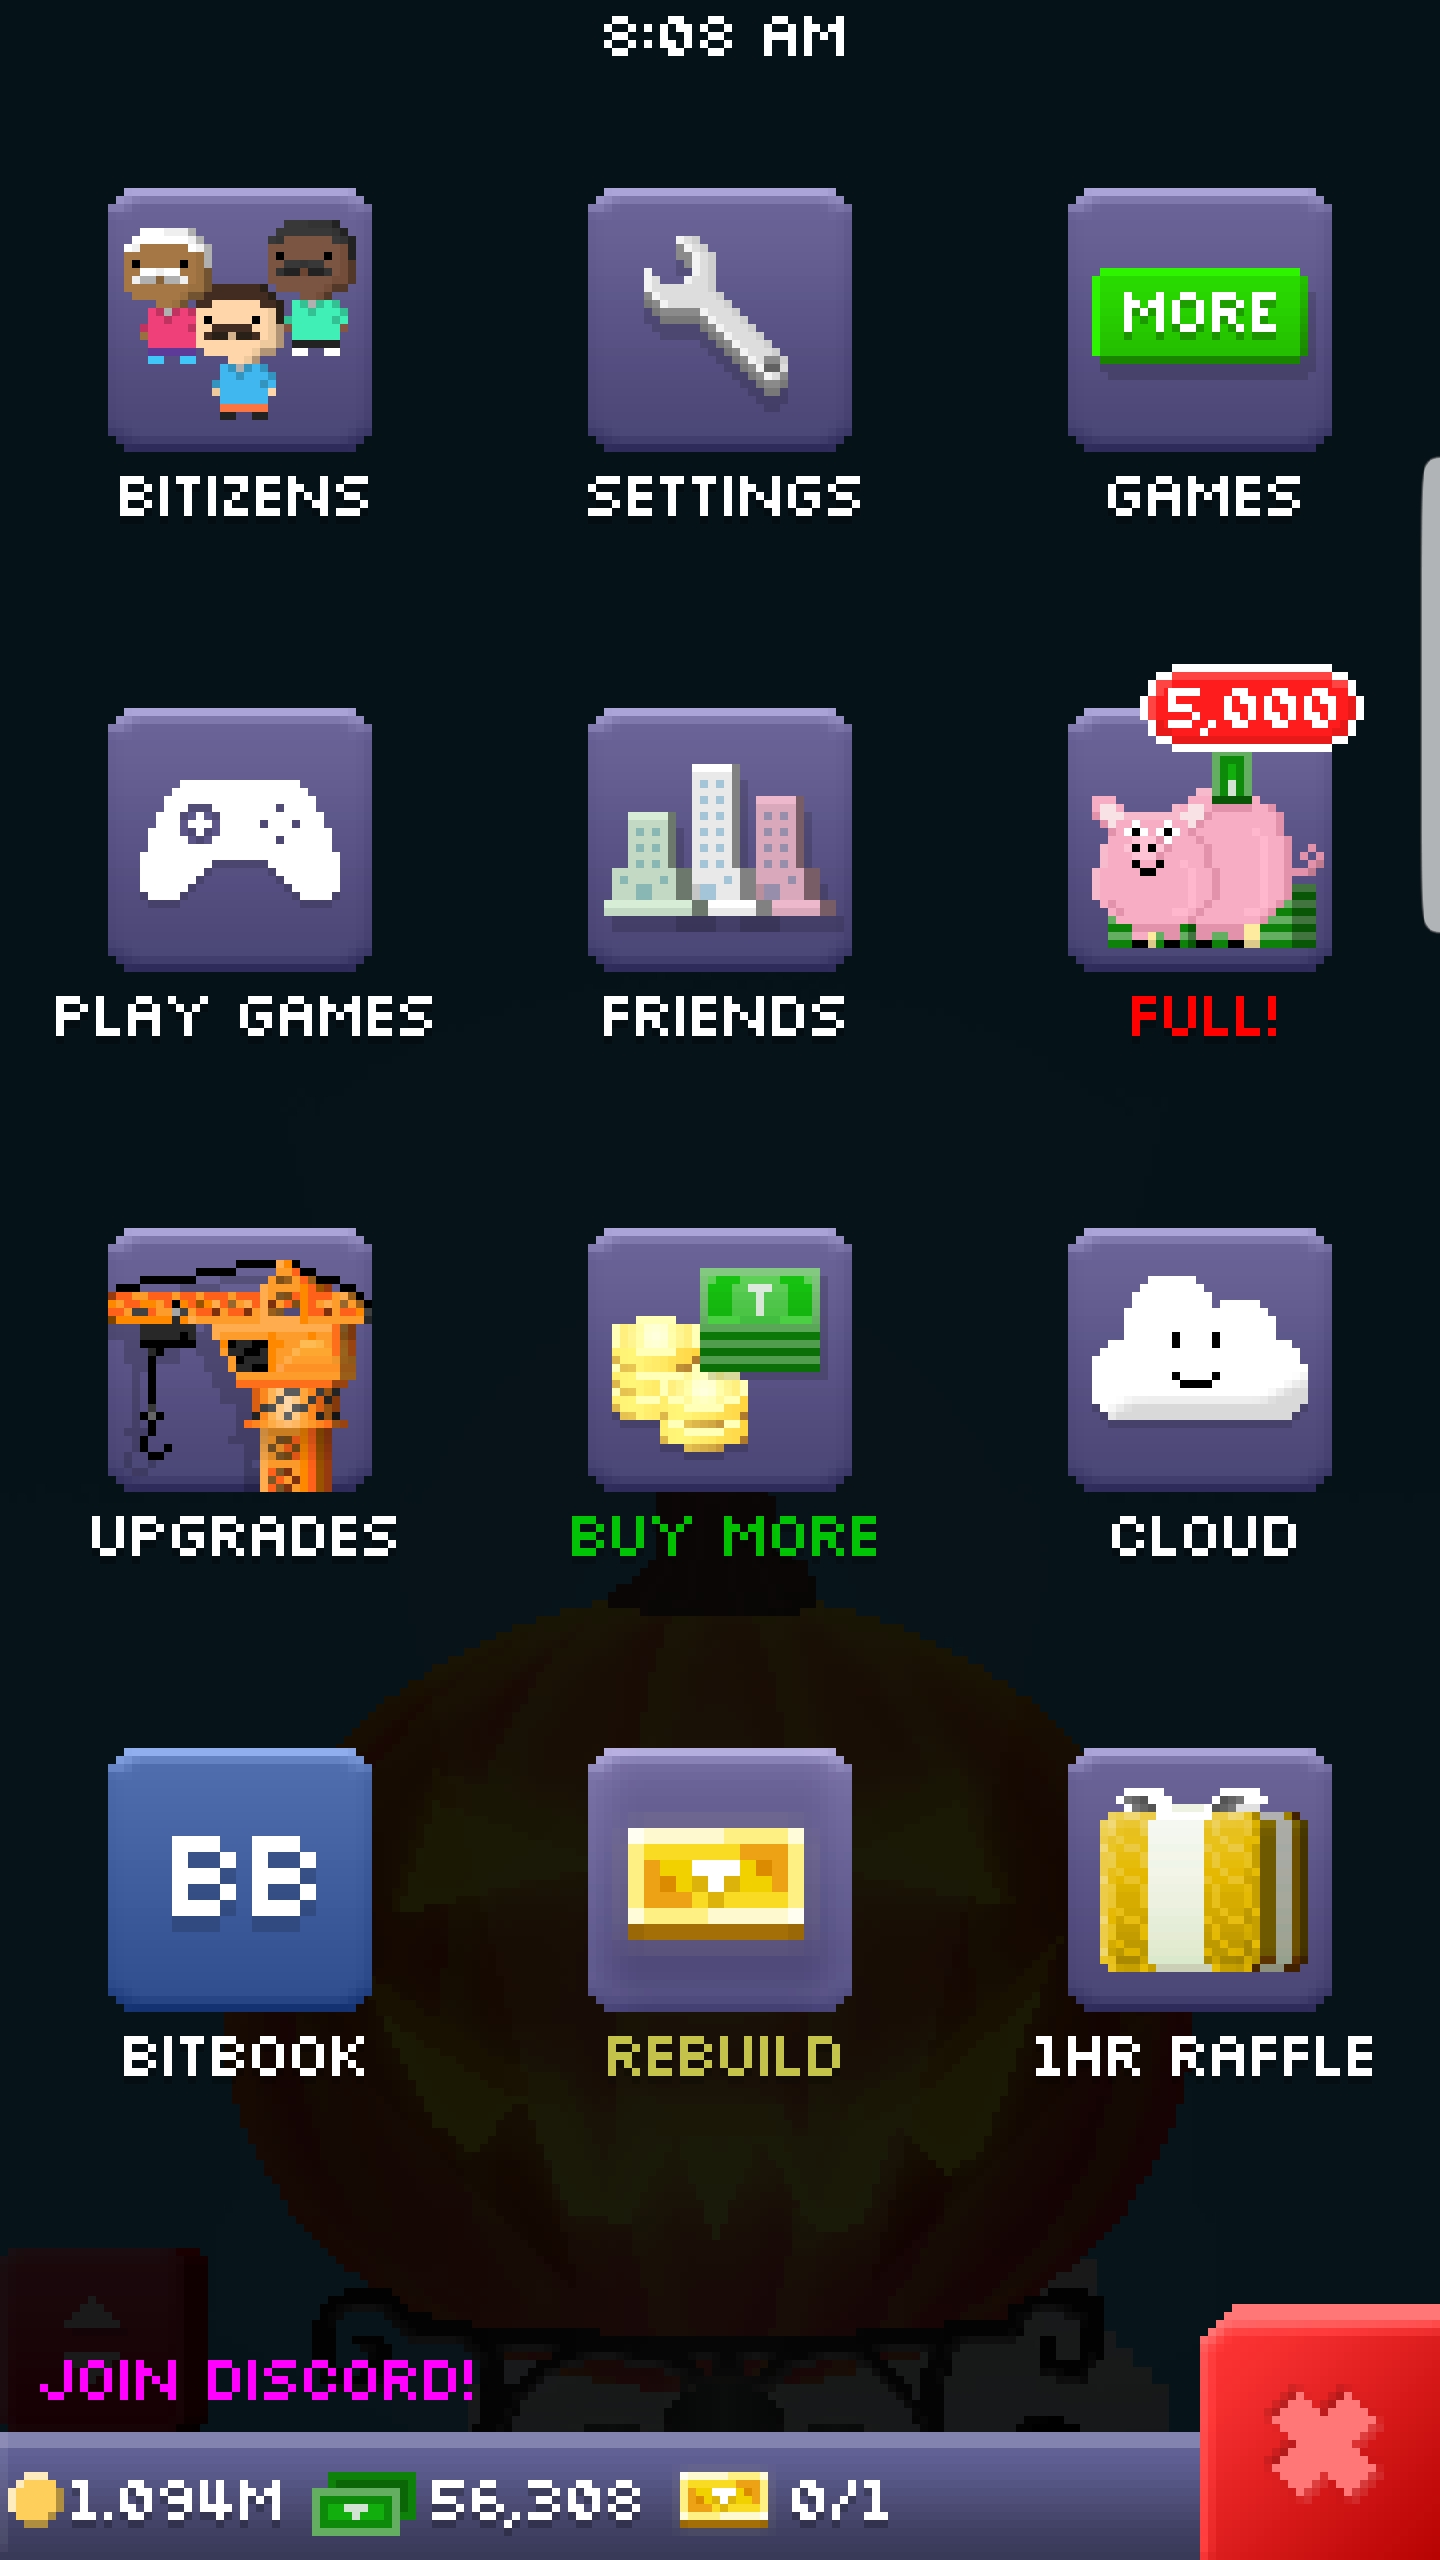 8:08 AM
BITIZENS
SETTINGS
MORE
GAMES
PLAY GAMES
FRIENDS
5,000
FULL!
UPGRADES
T
BUY MORE
CLOUD
BB
BITBOOK
REBUILD
1HR RAFFLE
JOIN DISCORD!
1.094M 56,308 0/1